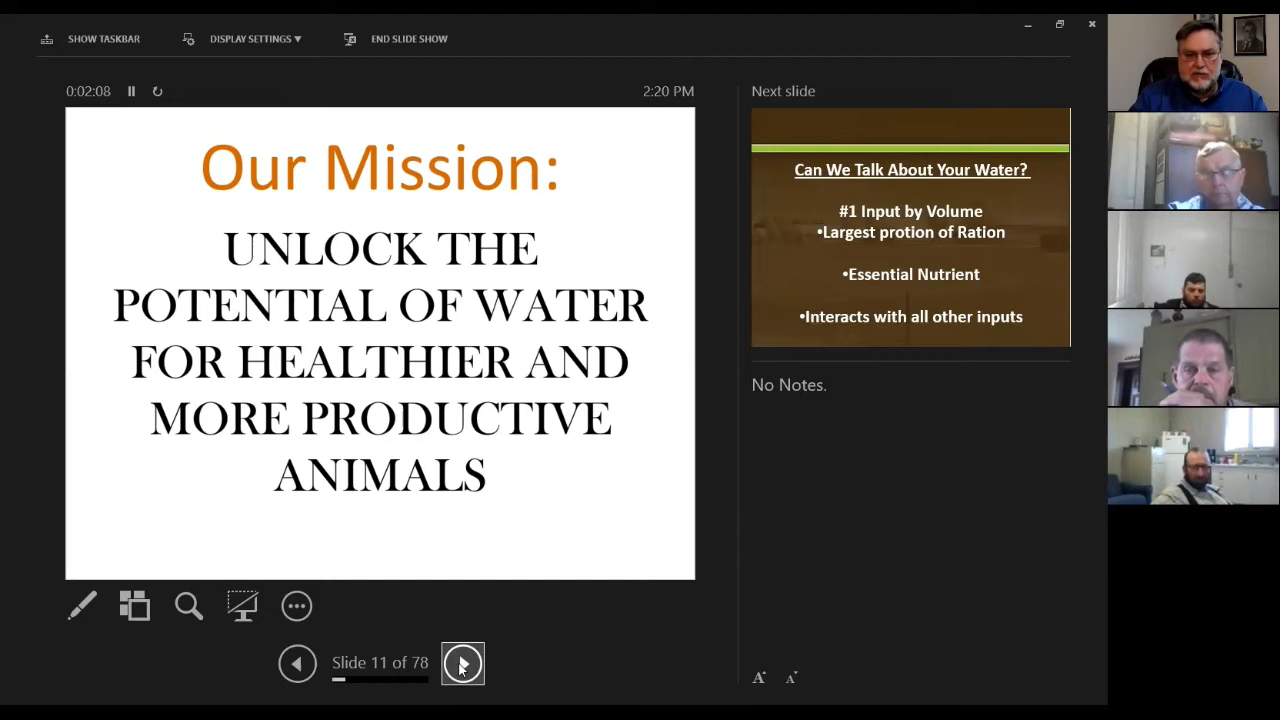 SHOW TASKBAR
DISPLAY SETTINGS ▼
END SLIDE SHOW
0:02:08
2:20 PM
Our Mission:
UNLOCK THE
POTENTIAL OF WATER
FOR HEALTHIER AND
MORE PRODUCTIVE
ANIMALS
Slide 11 of 78
Next slide
Can We Talk About Your Water?
#1 Input by Volume
•Largest protion of Ration
•Essential Nutrient
•Interacts with all other inputs
No Notes.
A A